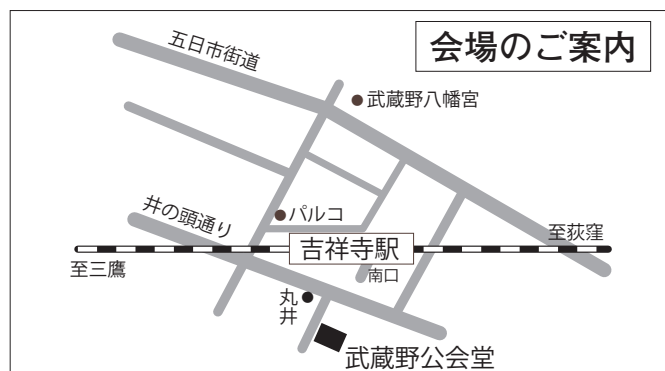 会場のご案内
五日市街道
武蔵野八幡宮
パルコ
井の頭通り
吉祥寺駅
至荻窪
至三鷹
南口
丸井
武蔵野公会堂